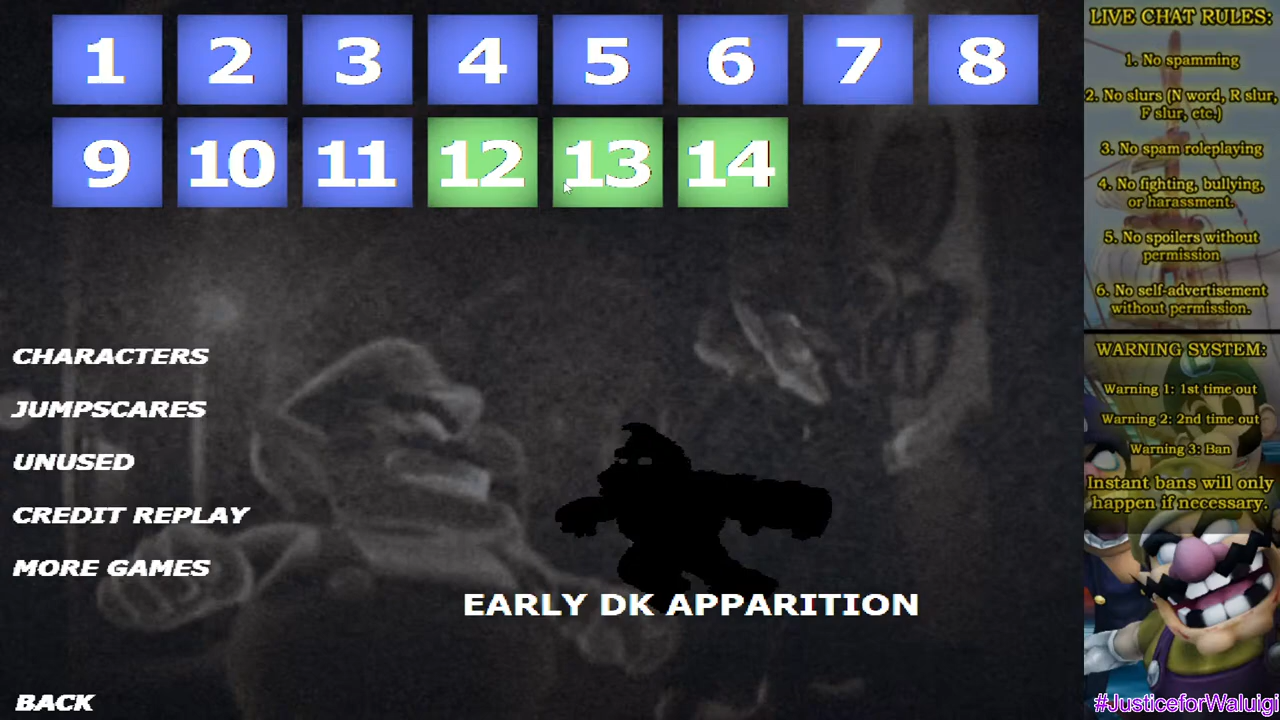 1 2 3 4 5 6 7 8
9 10 11 12 13 14
CHARACTERS
JUMPSCARES
UNUSED
CREDIT REPLAY
MORE GAMES
EARLY DK APPARITION
BACK
LIVE CHAT RULES:
1. No spamming
2. No slurs (N word, R slur,
F slur, etc.)
3. No spam roleplaying
4. No fighting, bullying,
or harassment.
5. No spoilers without
permission
6. No self-advertisement
without permission.
WARNING SYSTEM:
Warning 1: 1st time out
Warning 2: 2nd time out
Warning 3: Ban
Instant bans will only
happen if necessary.
#JusticeforWaluigi